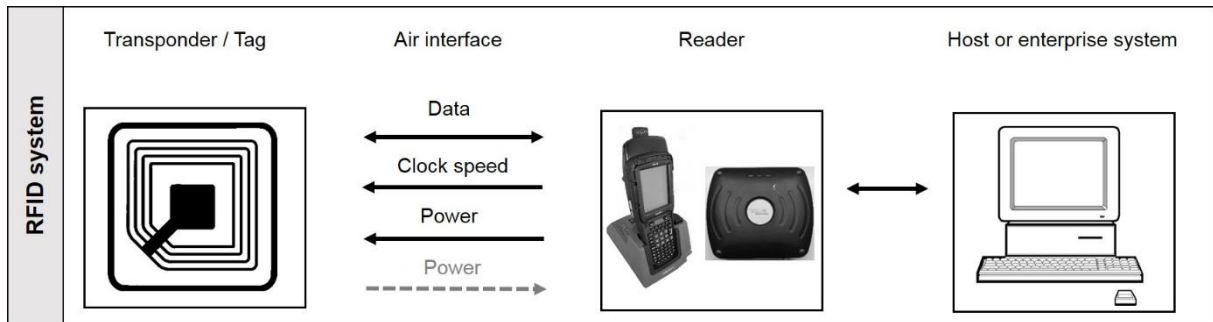 RFID system
Transponder / Tag
Air interface
Reader
Host or enterprise system
Data
Clock speed
Power
Power